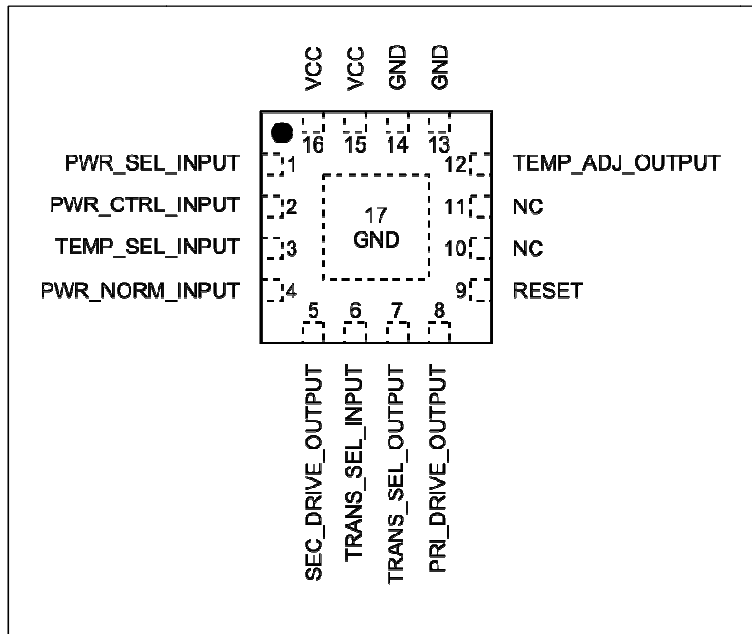 VCC
VCC
GND
GND
16
15
14
13
PWR_SEL_INPUT
1
12
TEMP_ADJ_OUTPUT
PWR_CTRL_INPUT
2
11
NC
17
GND
TEMP_SEL_INPUT
3
10
NC
PWR_NORM_INPUT
4
9
RESET
5
6
7
8
SEC_DRIVE_OUTPUT
TRANS_SEL_INPUT
TRANS_SEL_OUTPUT
PRI_DRIVE_OUTPUT